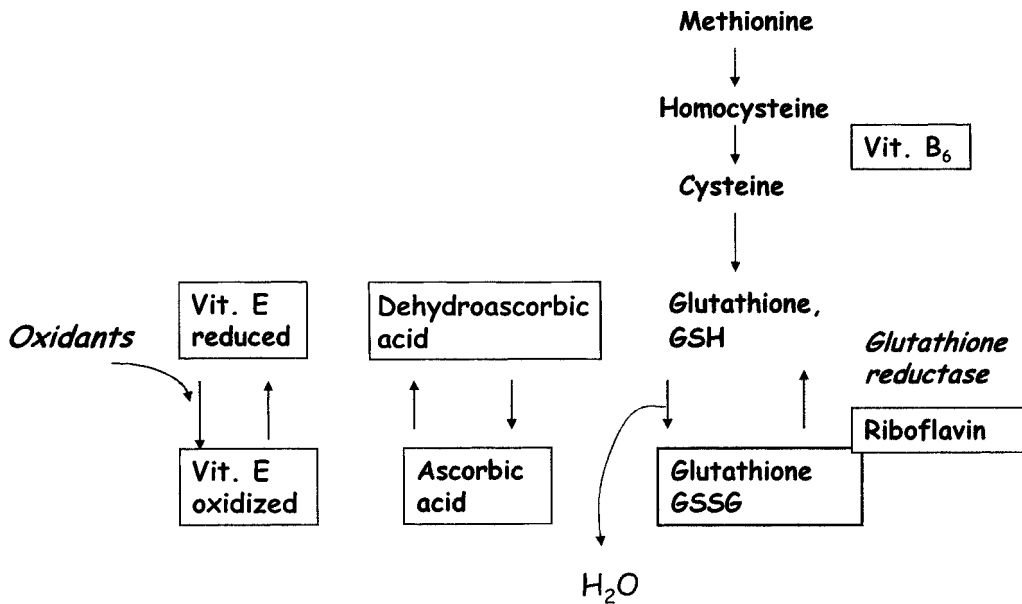 Methionine
Homocysteine
Vit. B₆
Cysteine
Oxidants
Vit. E
reduced
Dehydroascorbic
acid
Glutathione,
GSH
Glutathione
reductase
Riboflavin
Vit. E
oxidized
Ascorbic
acid
Glutathione
GSSG
H₂O